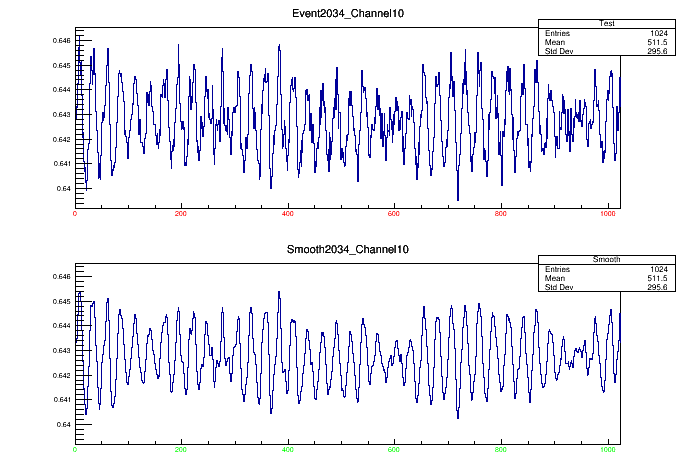 Event2034_Channel10
Test
Entries 1024
Mean 511.5
Std Dev 295.6
0.646
0.645
0.644
0.643
0.642
0.641
0.64
0 200 400 600 800 1000
Smooth2034_Channel10
Smooth
Entries 1024
Mean 511.5
Std Dev 295.6
0.646
0.645
0.644
0.643
0.642
0.641
0.64
0 200 400 600 800 1000